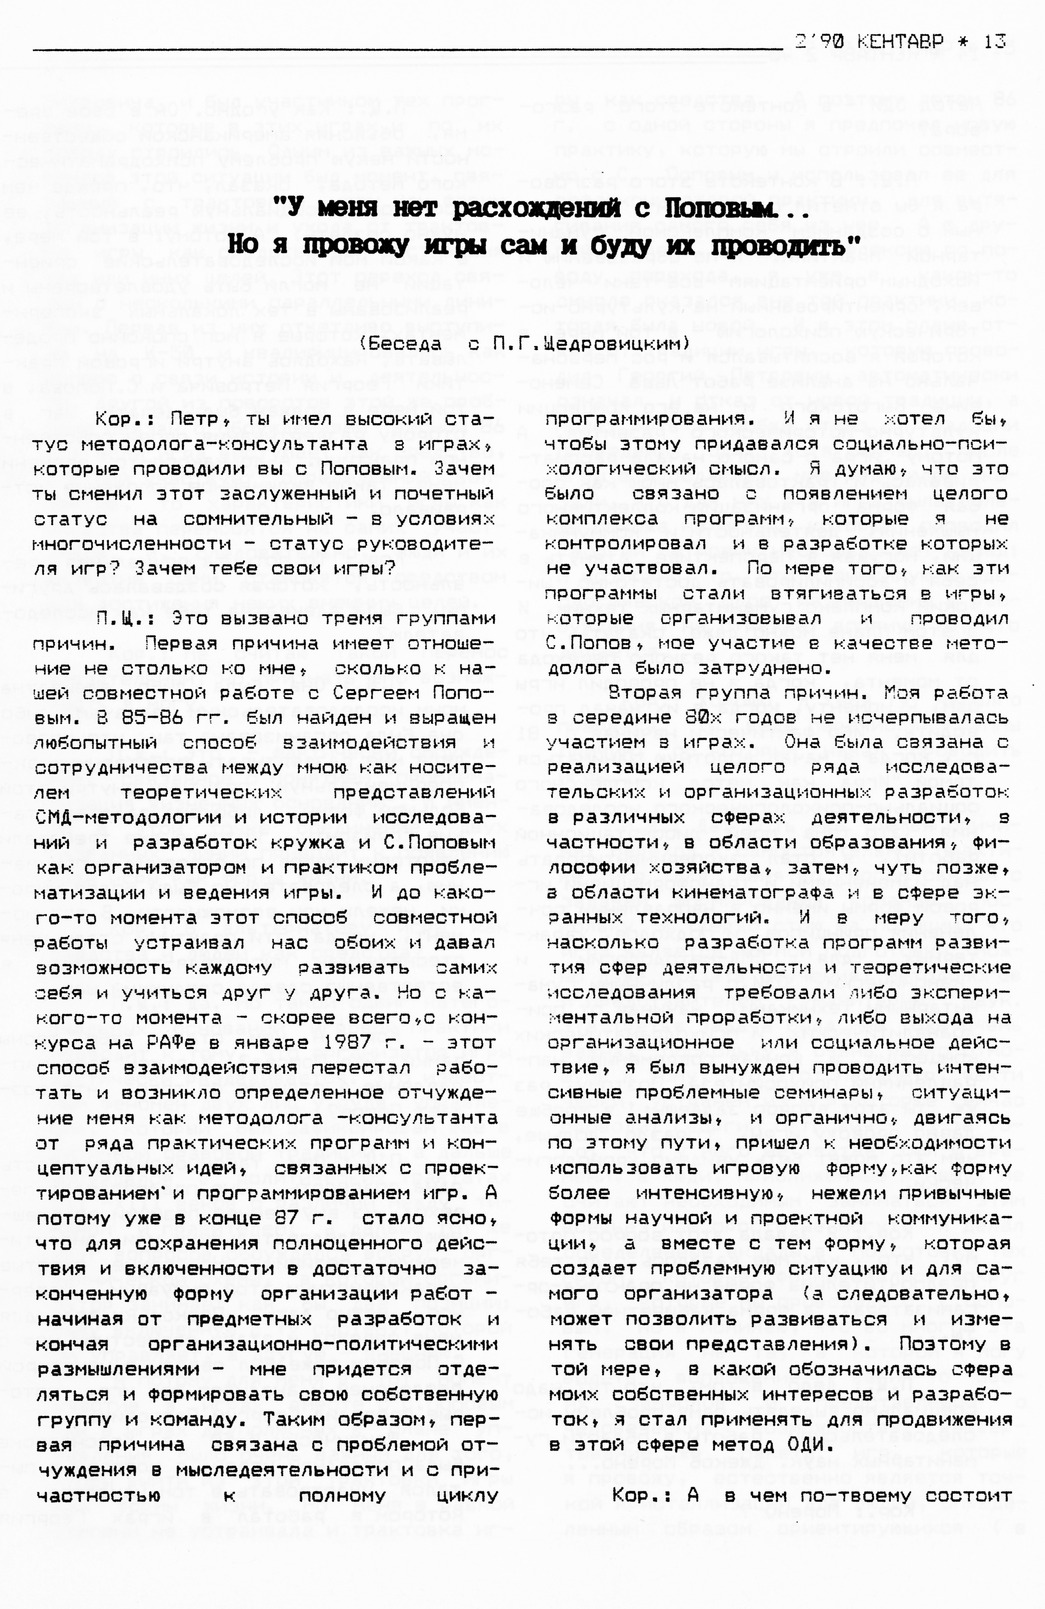 2'90 КЕНТАВР * 13
"У меня нет расхождений с Поповым...
Но я провожу игры сам и буду их проводить"
(Беседа с П.Г.Щедровицким)
Кор.: Петр, ты имел высокий ста-
тус методолога-консультанта в играх,
которые проводили вы с Поповым. Зачем
ты сменил этот заслуженный и почетный
статус на сомнительный - в условиях
многочисленности - статус руководите-
ля игр? Зачем тебе свои игры?
П.Щ.: Это вызвано тремя группами
причин. Первая причина имеет отноше-
ние не столько ко мне, сколько к на-
шей совместной работе с Сергеем Попо-
вым. В 85-86 гг. был найден и выращен
любопытный способ взаимодействия и
сотрудничества между мною как носите-
лем теоретических представлений
СМД-методологии и истории исследова-
ний и разработок кружка и С.Поповым
как организатором и практиком пробле-
матизации и ведения игры. И до како-
го-то момента этот способ совместной
работы устраивал нас обоих и давал
возможность каждому развивать самих
себя и учиться друг у друга. Но с ка-
кого-то момента - скорее всего,с кон-
курса на РАФе в январе 1987 г. - этот
способ взаимодействия перестал рабо-
тать и возникло определенное отчужде-
ние меня как методолога -консультанта
от ряда практических программ и кон-
цептуальных идей, связанных с проек-
тированием и программированием игр. А
потому уже в конце 87 г. стало ясно,
что для сохранения полноценного дейс-
твия и включенности в достаточно за-
конченную форму организации работ -
начиная от предметных разработок и
кончая организационно-политическими
размышлениями - мне придется отде-
ляться и формировать свою собственную
группу и команду. Таким образом, пер-
вая причина связана с проблемой от-
чуждения в мыследеятельности и с при-
частностью к полному циклу
программирования. И я не хотел бы,
чтобы этому придавался социально-пси-
хологический смысл. Я думаю, что это
было связано с появлением целого
комплекса программ, которые я не
контролировал и в разработке которых
не участвовал. По мере того, как эти
программы стали втягиваться в игры,
которые организовывал и проводил
С.Попов, мое участие в качестве мето-
долога было затруднено.
Вторая группа причин. Моя работа
в середине 80х годов не исчерпывалась
участием в играх. Она была связана с
реализацией целого ряда исследова-
тельских и организационных разработок
в различных сферах деятельности, в
частности, в области образования, фи-
лософии хозяйства, затем, чуть позже,
в области кинематографа и в сфере эк-
ранных технологий. И в меру того,
насколько разработка программ разви-
тия сфер деятельности и теоретические
исследования требовали либо экспери-
ментальной проработки, либо выхода на
организационное или социальное дейс-
твие, я был вынужден проводить интен-
сивные проблемные семинары, ситуаци-
онные анализы, и органично, двигаясь
по этому пути, пришел к необходимости
использовать игровую форму,как форму
более интенсивную, нежели привычные
формы научной и проектной коммуника-
ции, а вместе с тем форму, которая
создает проблемную ситуацию и для са-
мого организатора (а следовательно,
может позволить развиваться и изме-
нять свои представления). Поэтому в
той мере, в какой обозначилась сфера
моих собственных интересов и разрабо-
ток, я стал применять для продвижения
в этой сфере метод ОДИ.
Кор.: А в чем по-твоему состоит